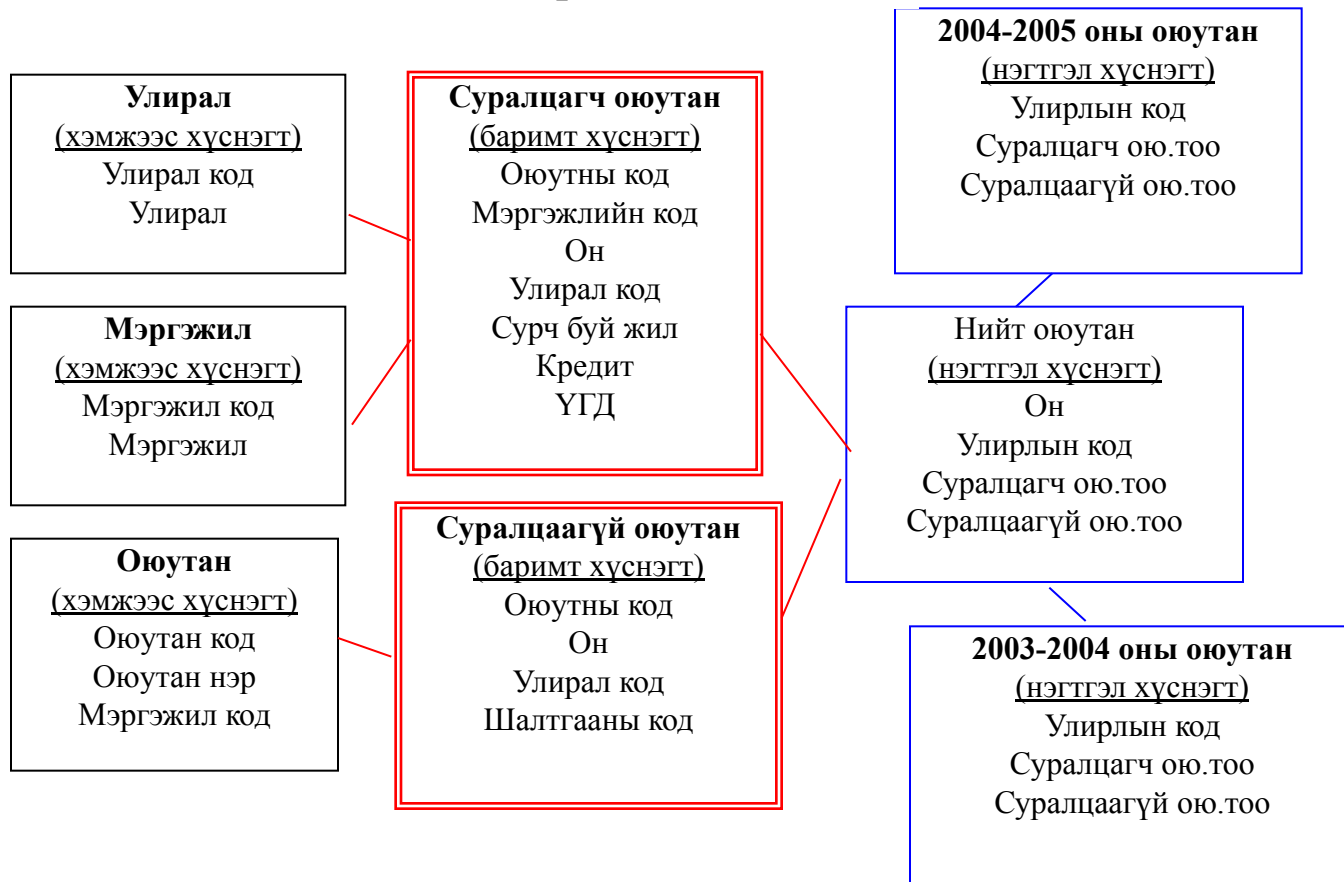 Улирал
(хэмжээс хүснэгт)
Улирал код
Улирал
Мэргэжил
(хэмжээс хүснэгт)
Мэргэжил код
Мэргэжил
Оюутан
(хэмжээс хүснэгт)
Оюутан код
Оюутан нэр
Мэргэжил код
Суралцагч оюутан
(баримт хүснэгт)
Оюутны код
Мэргэжлийн код
Он
Улирал код
Сурч буй жил
Кредит
ҮГД
Суралцаагүй оюутан
(баримт хүснэгт)
Оюутны код
Он
Улирал код
Шалтгааны код
2004-2005 оны оюутан
(нэгтгэл хүснэгт)
Улирлын код
Суралцагч ою.тоо
Суралцаагүй ою.тоо
Нийт оюутан
(нэгтгэл хүснэгт)
Он
Улирлын код
Суралцагч ою.тоо
Суралцаагүй ою.тоо
2003-2004 оны оюутан
(нэгтгэл хүснэгт)
Улирлын код
Суралцагч ою.тоо
Суралцаагүй ою.тоо